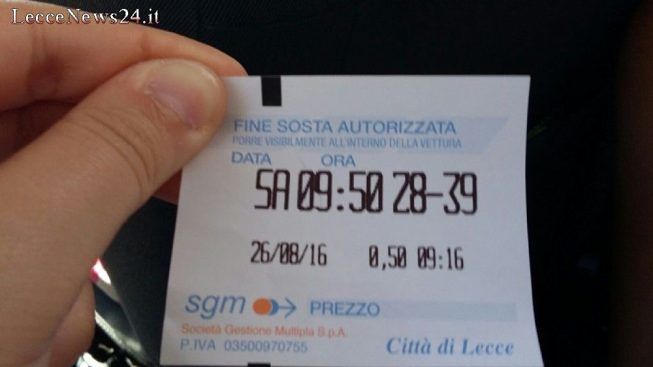 LecceNews24.it
FINE SOSTA AUTORIZZATA
PORRE VISIBILMENTE ALL'INTERNO DELLA VETTURA
DATA ORA
SA 09:50 28-39
26/08/16 0,50 09:16
sgm PREZZO
Società Gestione Multipla S.p.A.
P.IVA 03500970755 Città di Lecce